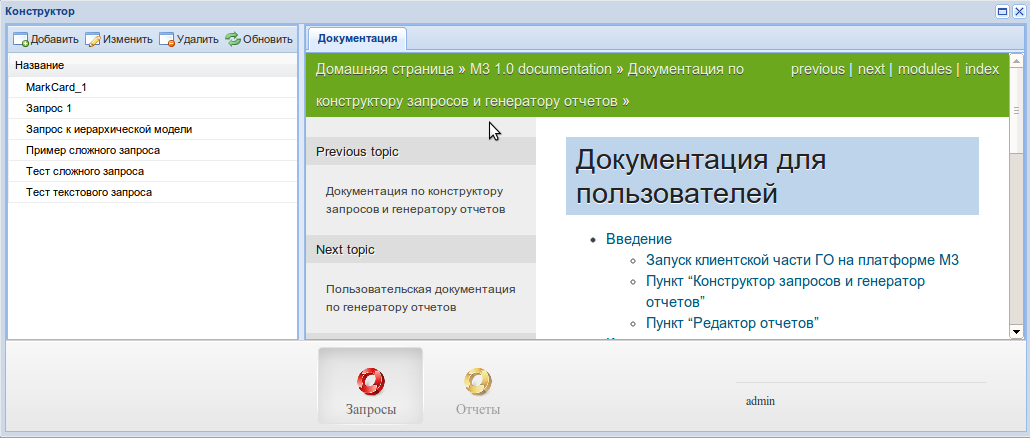 Конструктор
Добавить Изменить Удалить Обновить
Название
MarkCard_1
Запрос 1
Запрос к иерархической модели
Пример сложного запроса
Тест сложного запроса
Тест текстового запроса
Документация
Домашняя страница » M3 1.0 documentation » Документация по
конструктору запросов и генератору отчетов »
previous | next | modules | index
Previous topic
Документация по конструктору
запросов и генератору отчетов
Next topic
Пользовательская документация
по генератору отчетов
Документация для
пользователей
Введение
Запуск клиентской части ГО на платформе М3
Пункт “Конструктор запросов и генератор
отчетов”
Пункт “Редактор отчетов”
Запросы
Отчеты
admin